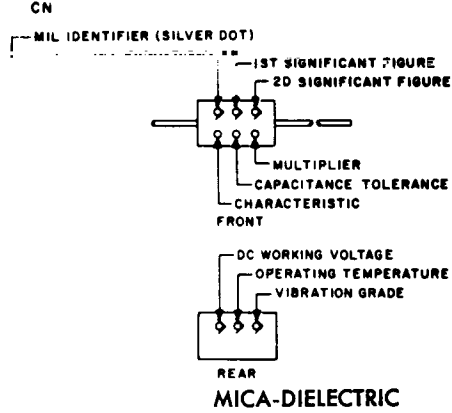 CN
MIL IDENTIFIER (SILVER DOT)
1ST SIGNIFICANT FIGURE
2D SIGNIFICANT FIGURE
MULTIPLIER
CAPACITANCE TOLERANCE
CHARACTERISTIC
FRONT
DC WORKING VOLTAGE
OPERATING TEMPERATURE
VIBRATION GRADE
REAR
MICA-DIELECTRIC